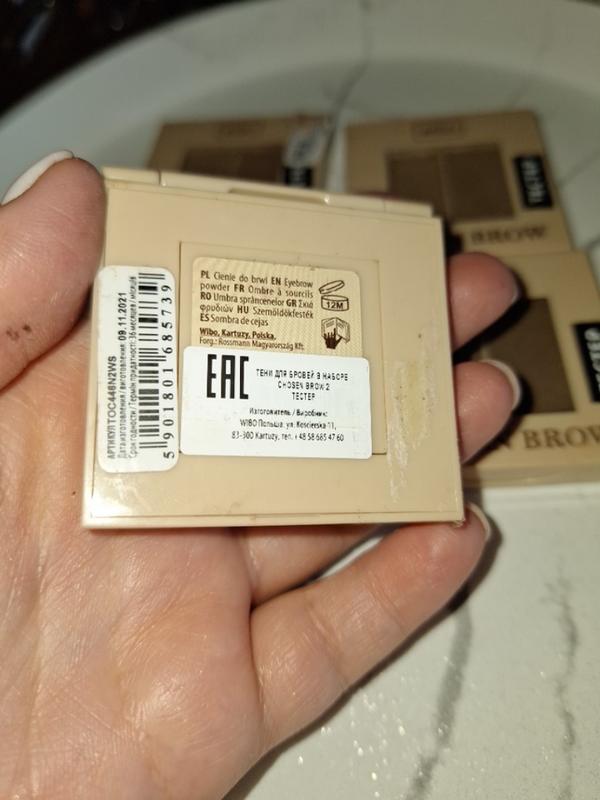 PL Cienie do brwi EN Eyebrow
powder FR Ombre à sourcils
RO Umbra sprâncenelor GR Σκιά
φρυδιών HU Szemöldökfesték
ES Sombra de cejas
Wibo, Kartuzy, Polska,
Forg.: Rossmann Magyarország Kft.
12M
EAC
ТЕНИ ДЛЯ БРОВЕЙ В НАБОРЕ
CHOSEN BROW 2
ТЕСТЕР
Изготовитель / Виробник:
WIBO Польша, ул. Koscierska 11,
83-300 Kartuzy, тел. +48 58 685 47 60
АРТИКУЛ TOC446N2WS
Дата изготовления / виготовлення: 09.11.2021
Срок годности / Термін придатності: 36 месяцев / місяців
5 901801 685739
ТЕСТЕР
BROW
N BROW